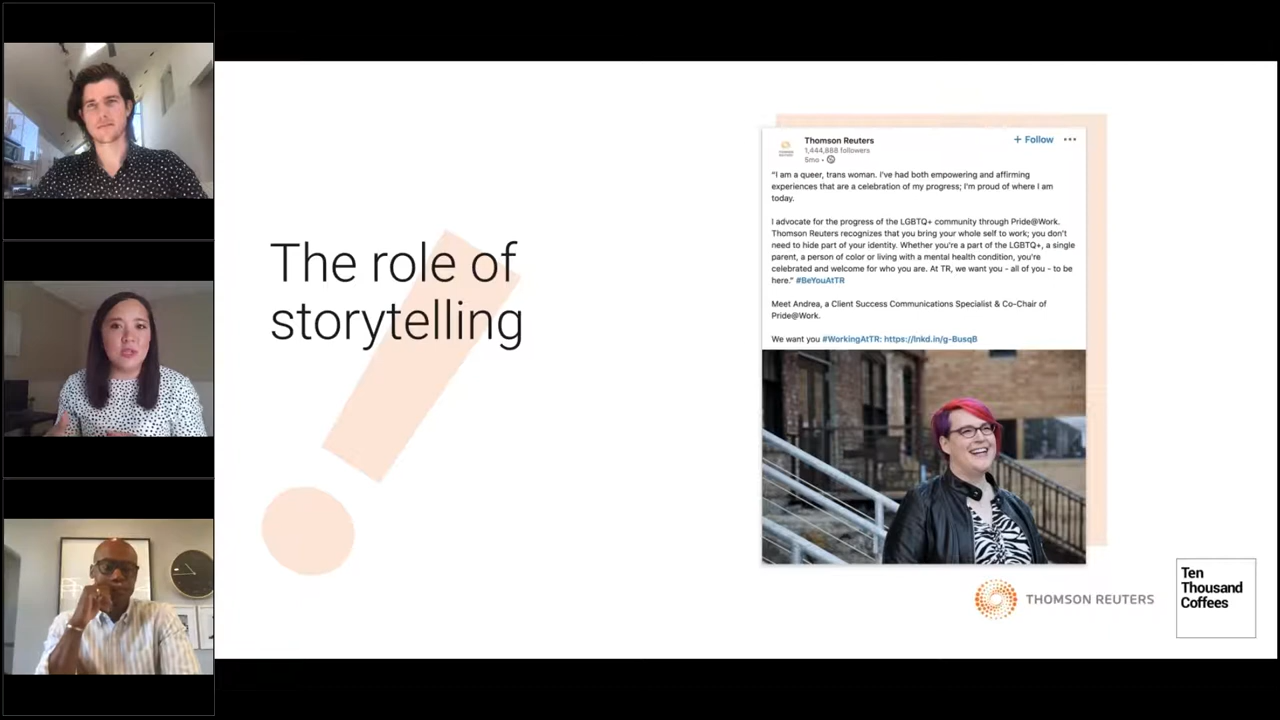 The role of
storytelling
Thomson Reuters
1,444,888 followers
5mo •
+ Follow •••
"I am a queer, trans woman. I've had both empowering and affirming
experiences that are a celebration of my progress; I'm proud of where I am
today.
I advocate for the progress of the LGBTQ+ community through Pride@Work.
Thomson Reuters recognizes that you bring your whole self to work; you don't
need to hide part of your identity. Whether you're a part of the LGBTQ+, a single
parent, a person of color or living with a mental health condition, you're
celebrated and welcome for who you are. At TR, we want you - all of you - to be
here." #BeYouAtTR
Meet Andrea, a Client Success Communications Specialist & Co-Chair of
Pride@Work.
We want you #WorkingAtTR: https://lnkd.in/g-BusqB
THOMSON REUTERS
Ten
Thousand
Coffees